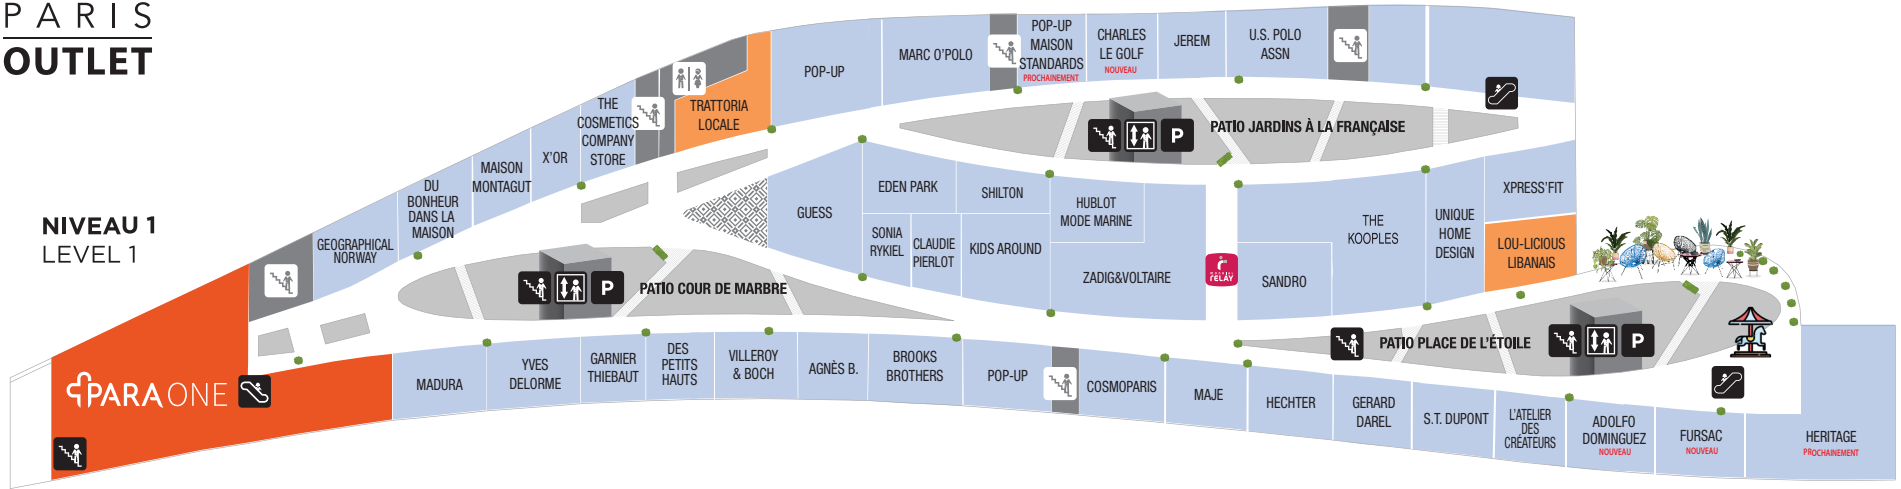 PARIS
OUTLET
NIVEAU 1
LEVEL 1
GEOGRAPHICAL
NORWAY
DU
BONHEUR
DANS LA
MAISON
MAISON
MONTAGUT
X'OR
THE
COSMETICS
COMPANY
STORE
TRATTORIA
LOCALE
POP-UP
MARC O'POLO
POP-UP
MAISON
STANDARDS
PROCHAINEMENT
CHARLES
LE GOLF
NOUVEAU
JEREM
U.S. POLO
ASSN
P
PATIO JARDINS À LA FRANÇAISE
GUESS
EDEN PARK
SHILTON
SONIA
RYKIEL
CLAUDIE
PIERLOT
KIDS AROUND
HUBLOT
MODE MARINE
ZADIG&VOLTAIRE
rELAY
SANDRO
THE
KOOPLES
UNIQUE
HOME
DESIGN
XPRESS'FIT
LOU-LICIOUS
LIBANAIS
P
PATIO COUR DE MARBRE
PATIO PLACE DE L'ÉTOILE
P
PARAONE
MADURA
YVES
DELORME
GARNIER
THIEBAUT
DES
PETITS
HAUTS
VILLEROY
& BOCH
AGNÈS B.
BROOKS
BROTHERS
POP-UP
COSMOPARIS
MAJE
HECHTER
GERARD
DAREL
S.T. DUPONT
L'ATELIER
DES
CRÉATEURS
ADOLFO
DOMINGUEZ
NOUVEAU
FURSAC
NOUVEAU
HERITAGE
PROCHAINEMENT